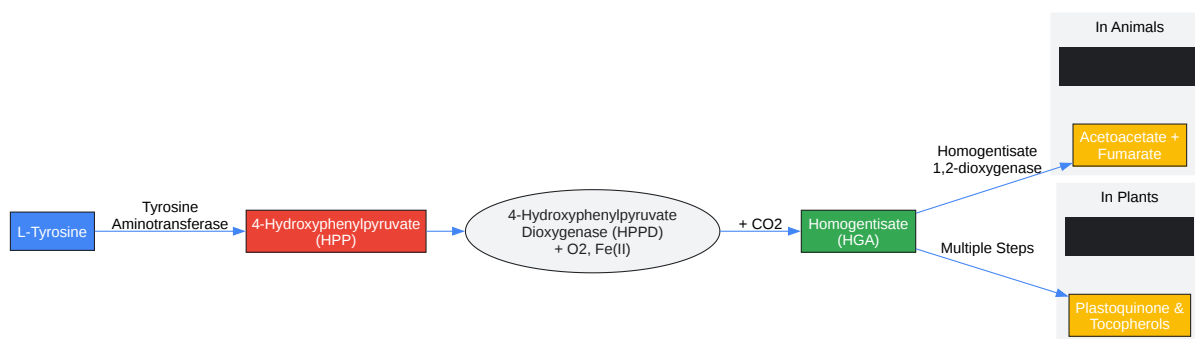 L-Tyrosine
Tyrosine
Aminotransferase
4-Hydroxyphenylpyruvate
(HPP)
4-Hydroxyphenylpyruvate
Dioxygenase (HPPD)
+ O2, Fe(II)
+ CO2
Homogentisate
(HGA)
Homogentisate
1,2-dioxygenase
In Animals
Acetoacetate +
Fumarate
Multiple Steps
In Plants
Plastoquinone &
Tocopherols